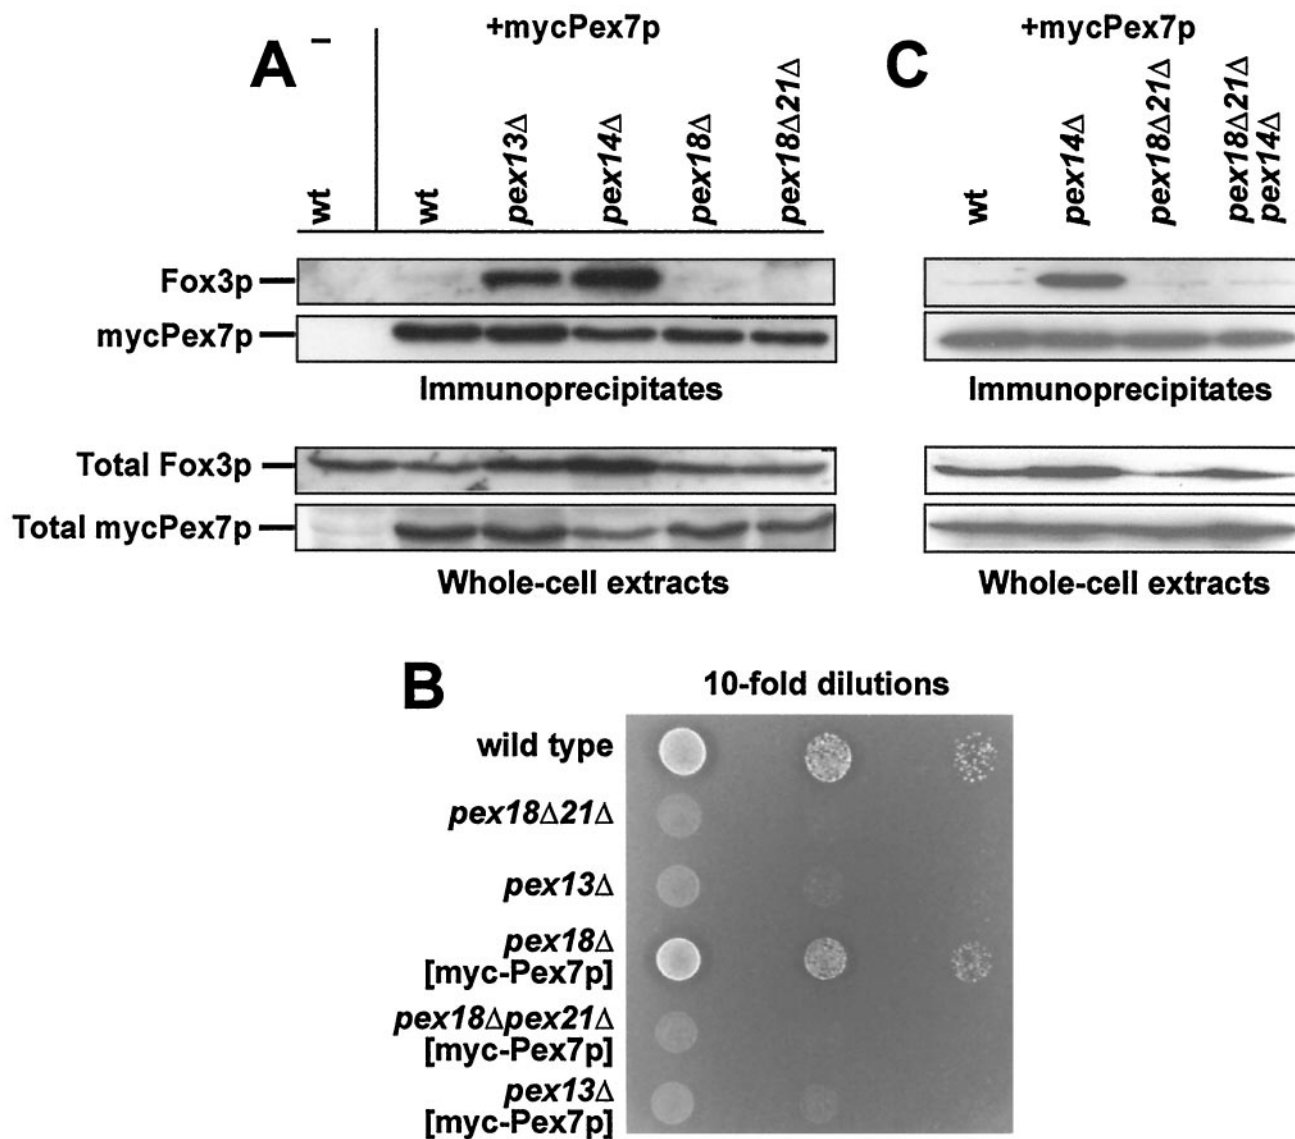 A
–
+mycPex7p
wt
wt
pex13Δ
pex14Δ
pex18Δ
pex18Δ21Δ
Fox3p
mycPex7p
Immunoprecipitates
Total Fox3p
Total mycPex7p
Whole-cell extracts
C
+mycPex7p
wt
pex14Δ
pex18Δ21Δ
pex18Δ21Δ
pex14Δ
Immunoprecipitates
Whole-cell extracts
B
10-fold dilutions
wild type
pex18Δ21Δ
pex13Δ
pex18Δ
[myc-Pex7p]
pex18Δpex21Δ
[myc-Pex7p]
pex13Δ
[myc-Pex7p]